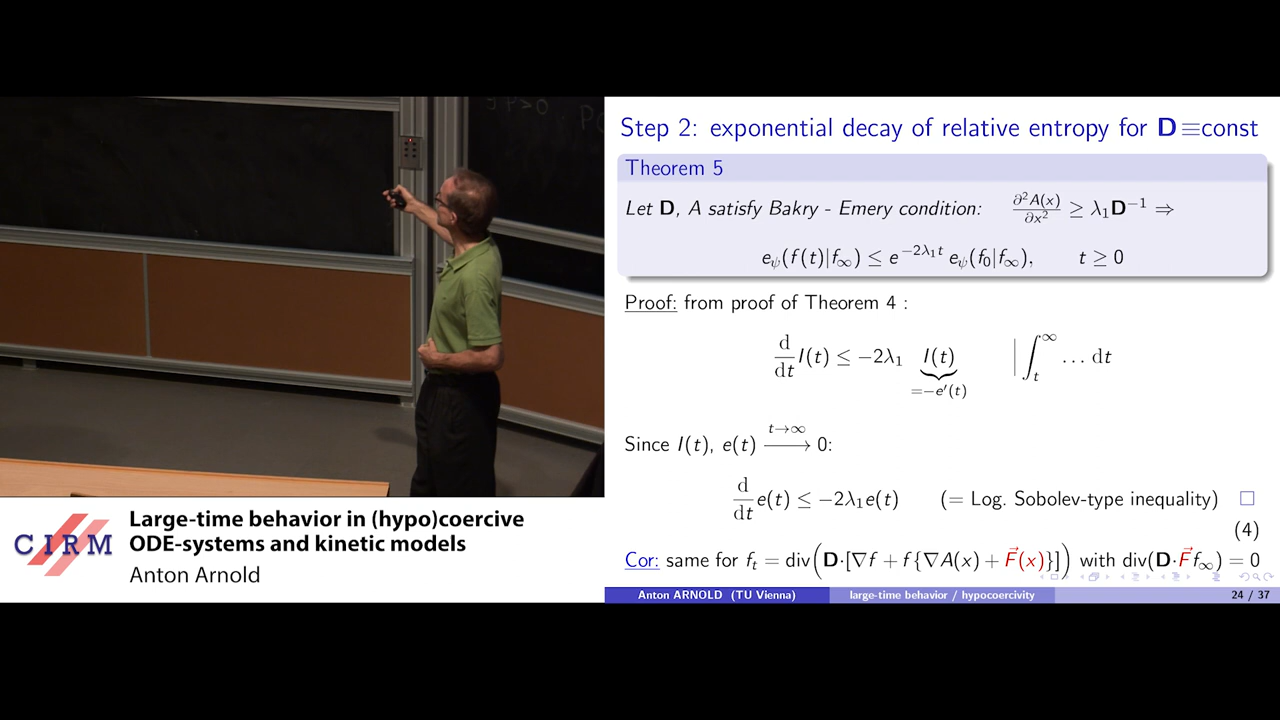 y p>0
Step 2: exponential decay of relative entropy for D≡const
Theorem 5
Let D, A satisfy Bakry - Emery condition: ∂²A(x)/∂x² ≥ λ₁D⁻¹ ⇒
e_ψ(f(t)|f_∞) ≤ e^{−2λ₁t} e_ψ(f₀|f_∞), t ≥ 0
Proof: from proof of Theorem 4 :
d/dt I(t) ≤ −2λ₁ I(t) | ∫_t^∞ … dt
=−e′(t)
Since I(t), e(t) →^{t→∞} 0:
d/dt e(t) ≤ −2λ₁e(t) (= Log. Sobolev-type inequality) □
(4)
Cor: same for f_t = div(D·[∇f + f{∇A(x) + F⃗(x)}]) with div(D·F⃗f_∞) = 0
Anton ARNOLD (TU Vienna) large-time behavior / hypocoercivity 24 / 37
CIRM
Large-time behavior in (hypo)coercive
ODE-systems and kinetic models
Anton Arnold